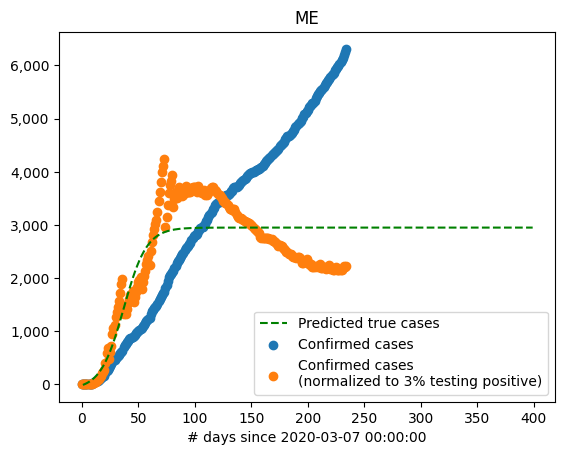 ME
6,000
5,000
4,000
3,000
2,000
1,000
0
Predicted true cases
Confirmed cases
Confirmed cases
(normalized to 3% testing positive)
0 50 100 150 200 250 300 350 400
# days since 2020-03-07 00:00:00